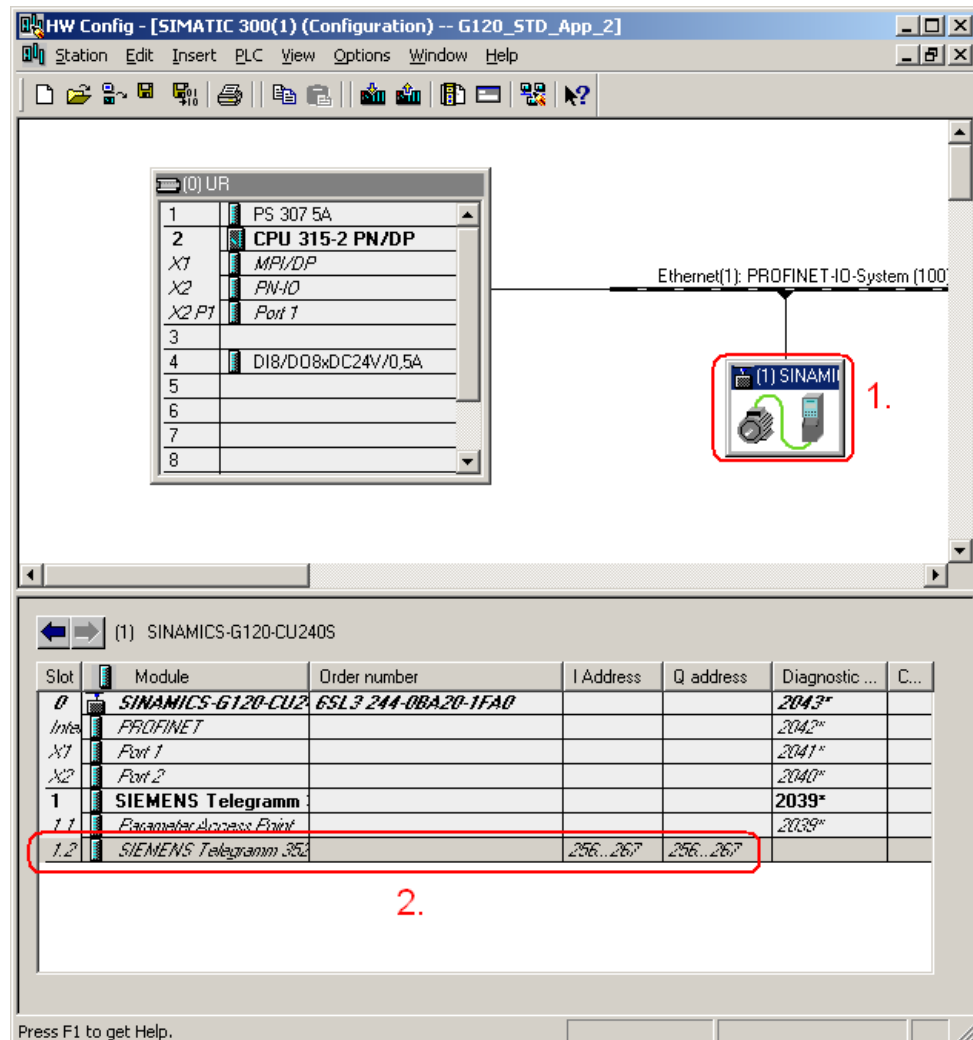 HW Config - [SIMATIC 300(1) (Configuration) -- G120_STD_App_2]
Station Edit Insert PLC View Options Window Help
(0) UR
1 PS 307 5A
2 CPU 315-2 PN/DP
X1 MPI/DP
X2 PN-IO
X2 P1 Port 1
3
4 DI8/DO8xDC24V/0,5A
5
6
7
8
Ethernet(1): PROFINET-IO-System (100)
(1) SINAMI
1.
(1) SINAMICS-G120-CU240S
Slot Module Order number I Address Q address Diagnostic ... C...
0 SINAMICS-G120-CU2 6SL3 244-0BA20-1FA0 2043*
Inte PROFINET 2042*
X1 Port 1 2041*
X2 Port 2 2040*
1 SIEMENS Telegramm 3 2039*
1.1 Parameter Access Point 2039*
1.2 SIEMENS Telegramm 352 256...267 256...267
2.
Press F1 to get Help.